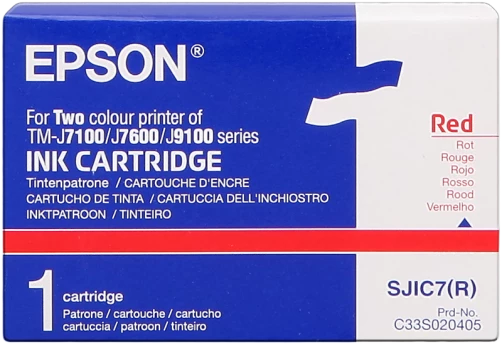 EPSON®
For Two colour printer of
TM-J7100/J7600/J9100 series
INK CARTRIDGE
Tintenpatrone / CARTOUCHE D'ENCRE
CARTUCHO DE TINTA / CARTUCCIA DELL'INCHIOSTRO
INKTPATROON / TINTEIRO
Red
Rot
Rouge
Rojo
Rosso
Rood
Vermelho
1 cartridge
Patrone / cartouche / cartucho
cartuccia / patroon / tinteiro
SJIC7(R)
Prd-No.
C33S020405